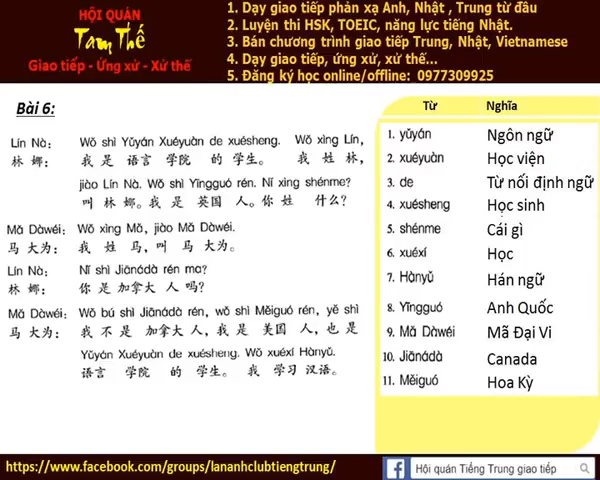 HỘI QUÁN
Tam Thế
Giao tiếp - Ứng xử - Xử thế
1. Dạy giao tiếp phản xạ Anh, Nhật , Trung từ đầu
2. Luyện thi HSK, TOEIC, năng lực tiếng Nhật.
3. Bán chương trình giao tiếp Trung, Nhật, Vietnamese
4. Dạy giao tiếp, ứng xử, xử thế...
5. Đăng ký học online/offline: 0977309925
Bài 6:
Lín Nà: Wǒ shì Yǔyán Xuéyuàn de xuésheng. Wǒ xìng Lín,
林 娜: 我 是 语言 学院 的 学生。 我 姓 林,
jiào Lín Nà. Wǒ shì Yīngguó rén. Nǐ xìng shénme?
叫 林 娜。我 是 英国 人。你 姓 什么?
Mǎ Dàwéi: Wǒ xìng Mǎ, jiào Mǎ Dàwéi.
马 大为: 我 姓 马,叫 马 大为。
Lín Nà: Nǐ shì Jiānádà rén ma?
林 娜: 你 是 加拿大 人 吗?
Mǎ Dàwéi: Wǒ bú shì Jiānádà rén, wǒ shì Měiguó rén, yě shì
马 大为: 我 不 是 加拿大 人,我 是 美国 人,也 是
Yǔyán Xuéyuàn de xuésheng. Wǒ xuéxí Hànyǔ.
语言 学院 的 学生。 我 学习 汉语。
Từ Nghĩa
1. yǔyán Ngôn ngữ
2. xuéyuàn Học viện
3. de Từ nối định ngữ
4. xuésheng Học sinh
5. shénme Cái gì
6. xuéxí Học
7. Hànyǔ Hán ngữ
8. Yīngguó Anh Quốc
9. Mǎ Dàwéi Mã Đại Vi
10. Jiānádà Canada
11. Měiguó Hoa Kỳ
https://www.facebook.com/groups/lananhclubtiengtrung/
Hội quán Tiếng Trung giao tiếp